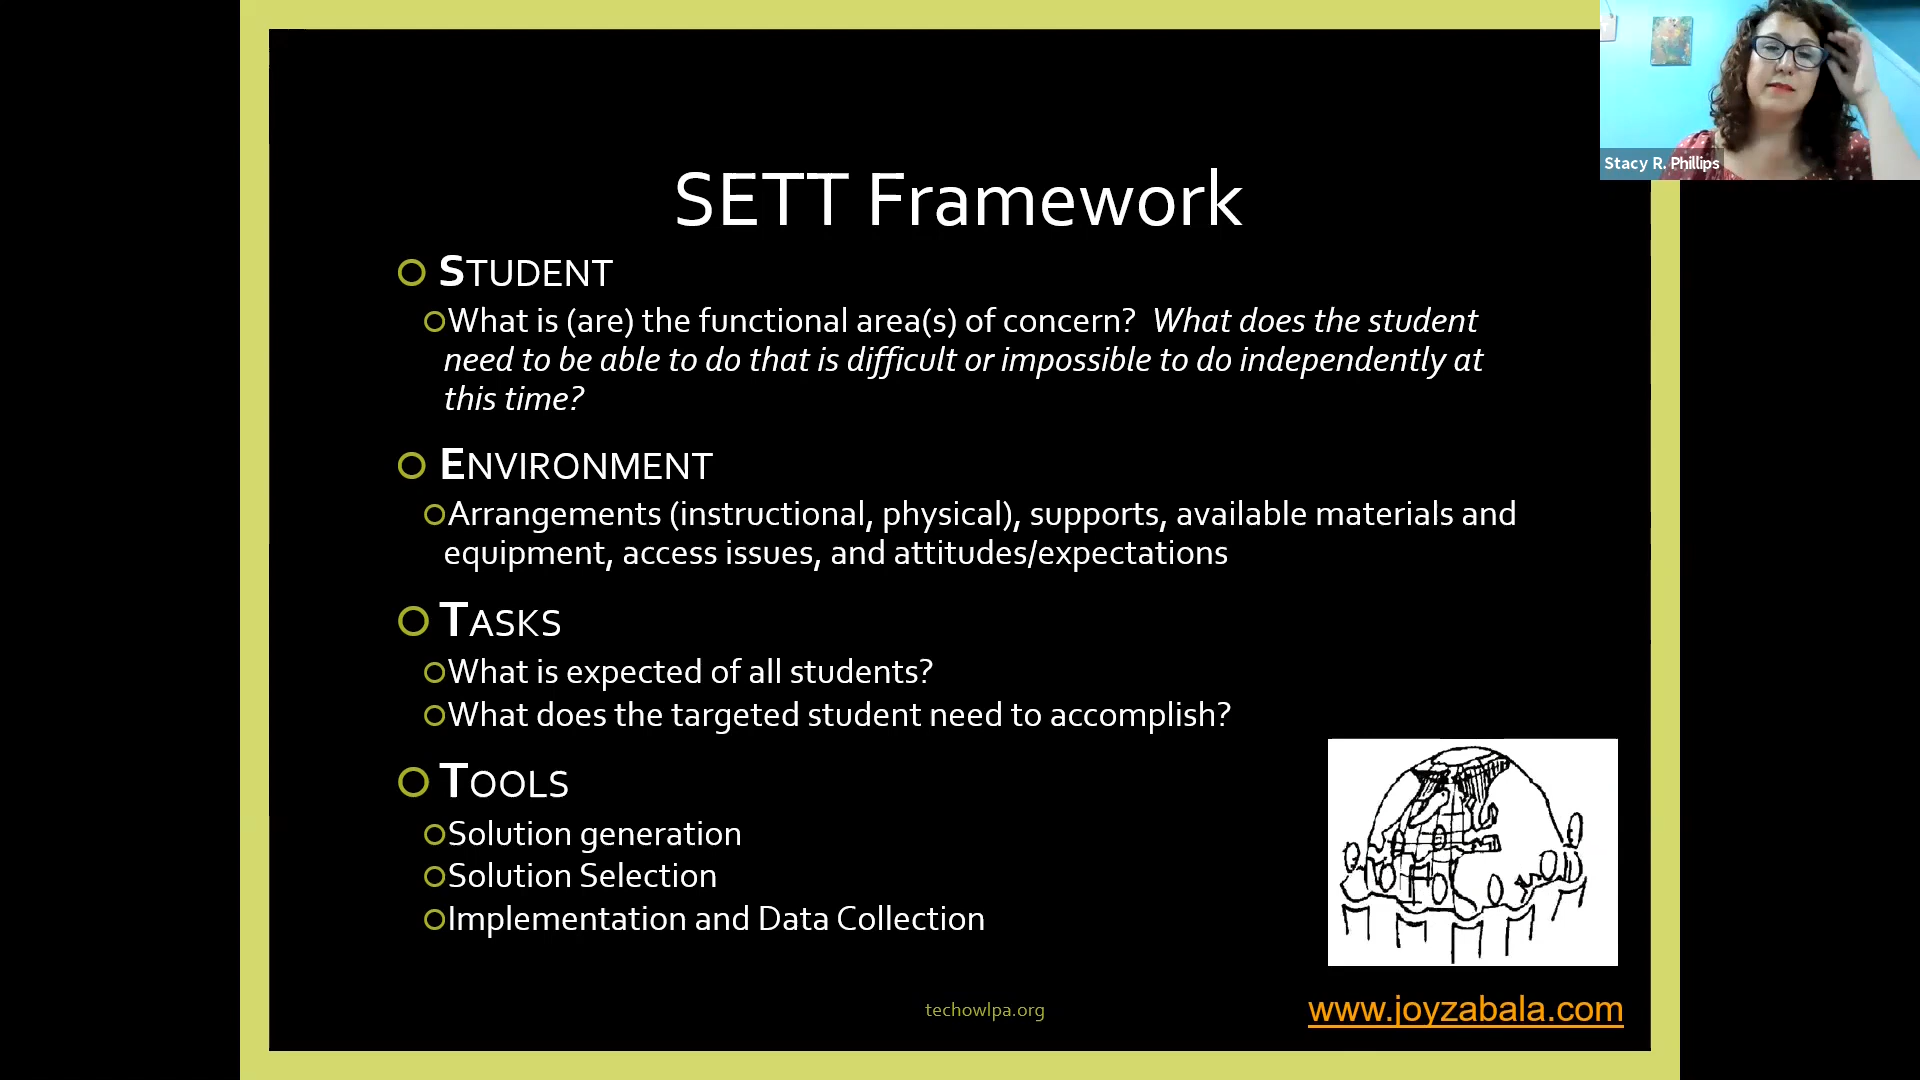 Stacy R. Phillips
SETT Framework
STUDENT
What is (are) the functional area(s) of concern? What does the student
need to be able to do that is difficult or impossible to do independently at
this time?
ENVIRONMENT
Arrangements (instructional, physical), supports, available materials and
equipment, access issues, and attitudes/expectations
TASKS
What is expected of all students?
What does the targeted student need to accomplish?
TOOLS
Solution generation
Solution Selection
Implementation and Data Collection
techowlpa.org
www.joyzabala.com